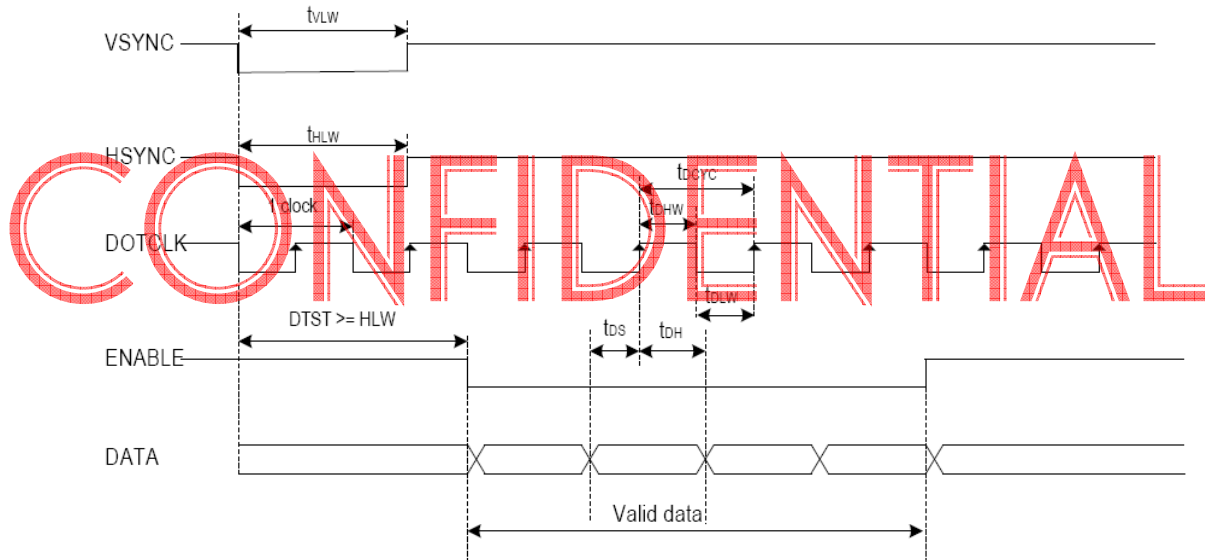 tVLW
VSYNC
tHLW
HSYNC
CONFIDENTIAL
tDCYC
1 clock
tDHW
DOTCLK
tDLW
DTST >= HLW
tDS
tDH
ENABLE
DATA
Valid data